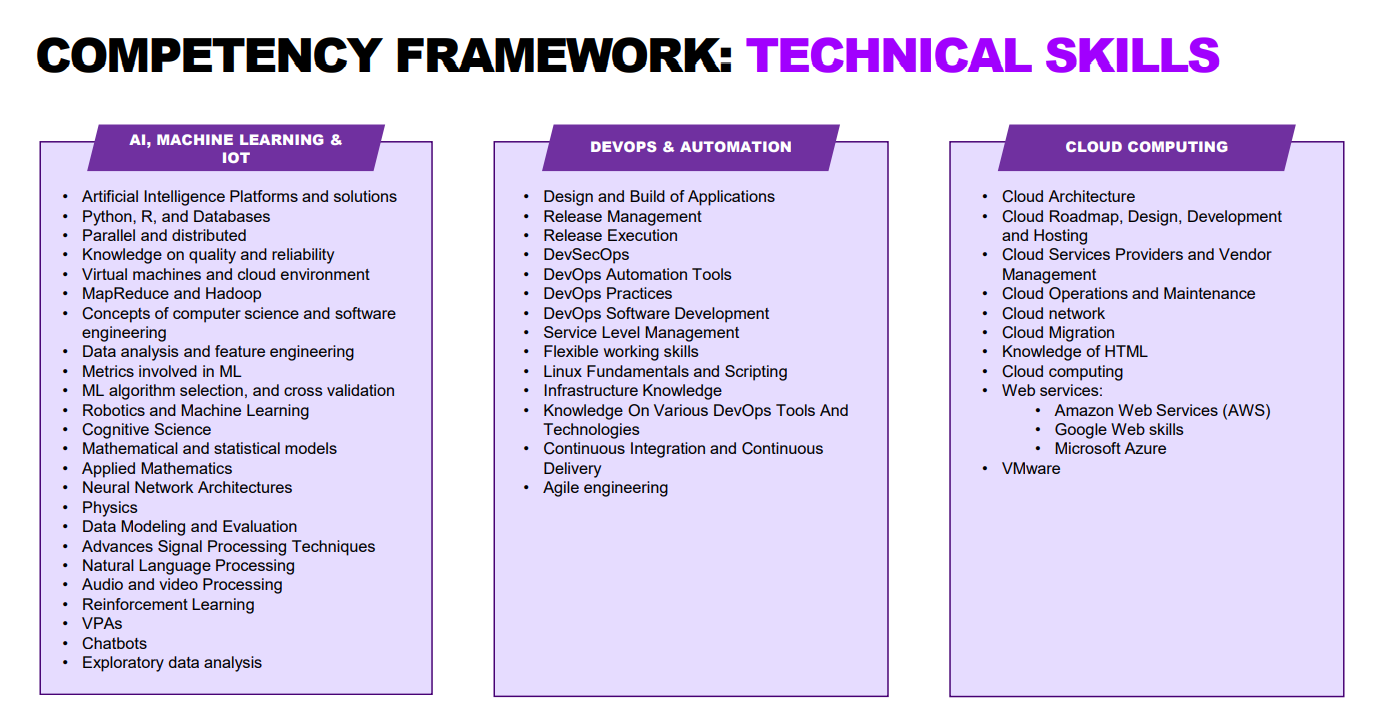 COMPETENCY FRAMEWORK: TECHNICAL SKILLS
AI, MACHINE LEARNING &
IOT
• Artificial Intelligence Platforms and solutions
• Python, R, and Databases
• Parallel and distributed
• Knowledge on quality and reliability
• Virtual machines and cloud environment
• MapReduce and Hadoop
• Concepts of computer science and software
engineering
• Data analysis and feature engineering
• Metrics involved in ML
• ML algorithm selection, and cross validation
• Robotics and Machine Learning
• Cognitive Science
• Mathematical and statistical models
• Applied Mathematics
• Neural Network Architectures
• Physics
• Data Modeling and Evaluation
• Advances Signal Processing Techniques
• Natural Language Processing
• Audio and video Processing
• Reinforcement Learning
• VPAs
• Chatbots
• Exploratory data analysis
DEVOPS & AUTOMATION
• Design and Build of Applications
• Release Management
• Release Execution
• DevSecOps
• DevOps Automation Tools
• DevOps Practices
• DevOps Software Development
• Service Level Management
• Flexible working skills
• Linux Fundamentals and Scripting
• Infrastructure Knowledge
• Knowledge On Various DevOps Tools And
Technologies
• Continuous Integration and Continuous
Delivery
• Agile engineering
CLOUD COMPUTING
• Cloud Architecture
• Cloud Roadmap, Design, Development
and Hosting
• Cloud Services Providers and Vendor
Management
• Cloud Operations and Maintenance
• Cloud network
• Cloud Migration
• Knowledge of HTML
• Cloud computing
• Web services:
• Amazon Web Services (AWS)
• Google Web skills
• Microsoft Azure
• VMware